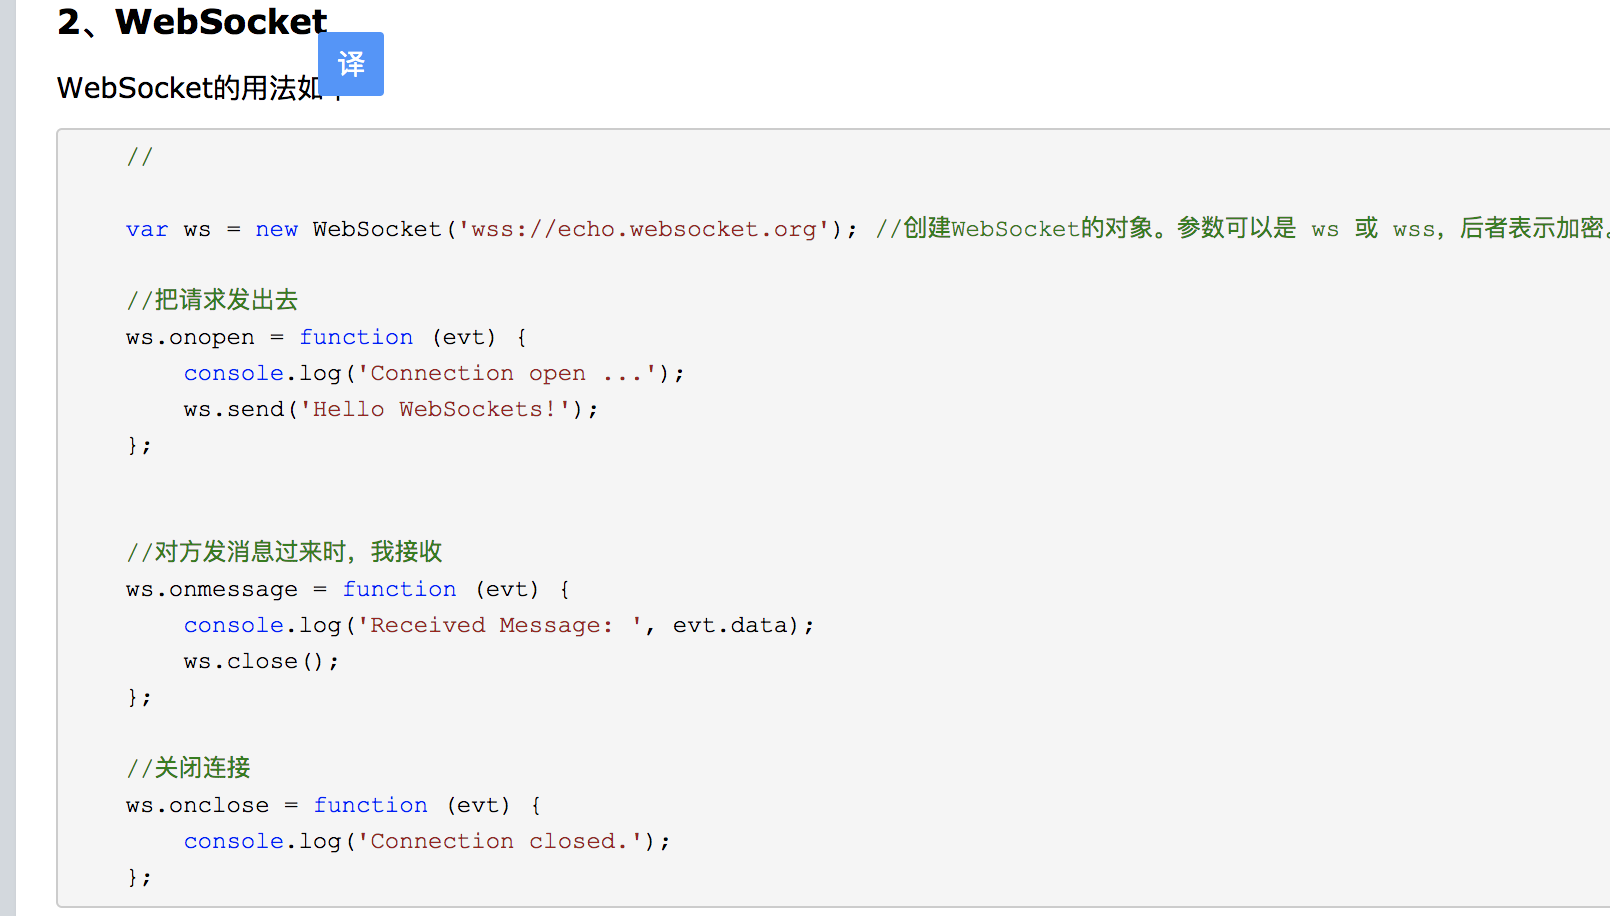 2、WebSocket
译
WebSocket的用法如
//
var ws = new WebSocket('wss://echo.websocket.org'); //创建WebSocket的对象。参数可以是 ws 或 wss，后者表示加密。
//把请求发出去
ws.onopen = function (evt) {
console.log('Connection open ...');
ws.send('Hello WebSockets!');
};
//对方发消息过来时，我接收
ws.onmessage = function (evt) {
console.log('Received Message: ', evt.data);
ws.close();
};
//关闭连接
ws.onclose = function (evt) {
console.log('Connection closed.');
};